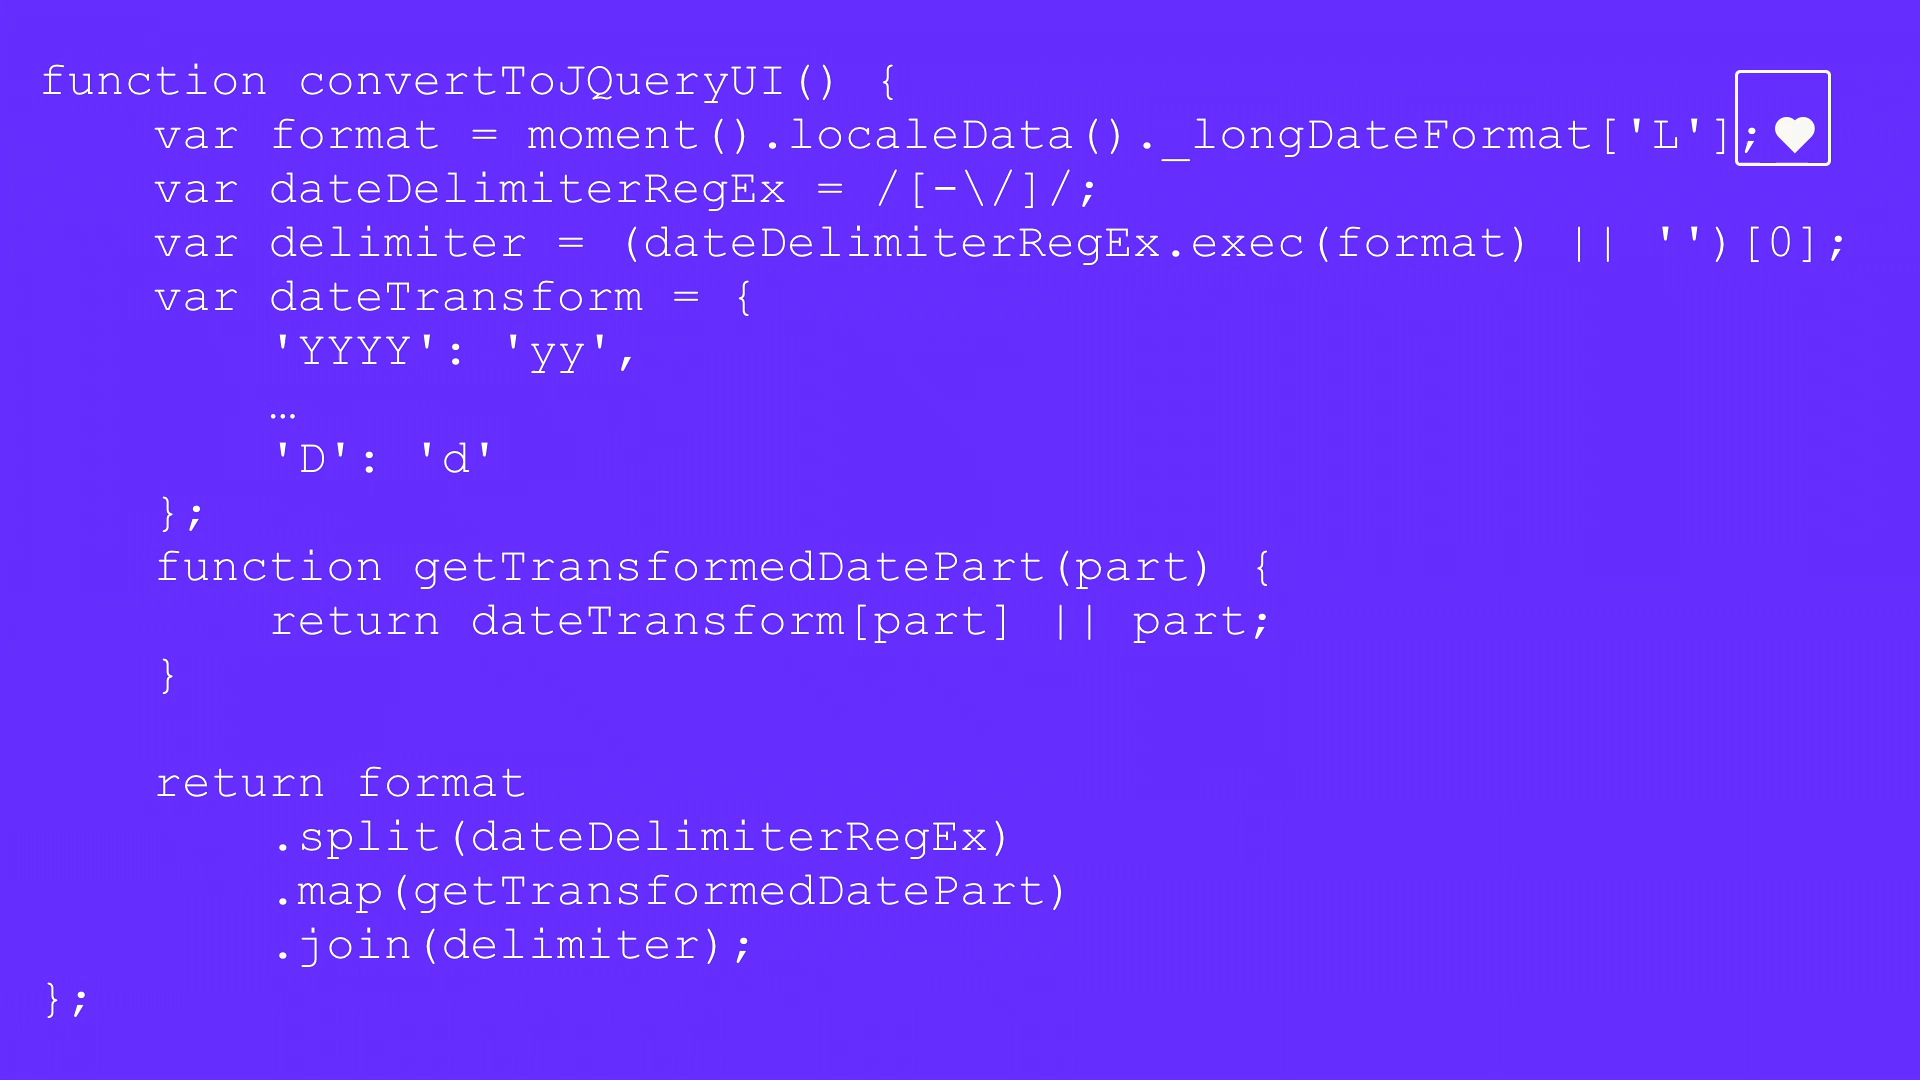 function convertToJQueryUI() {
    var format = moment().localeData()._longDateFormat['L'];
    var dateDelimiterRegEx = /[-\/]/;
    var delimiter = (dateDelimiterRegEx.exec(format) || '')[0];
    var dateTransform = {
        'YYYY': 'yy',
        …
        'D': 'd'
    };
    function getTransformedDatePart(part) {
        return dateTransform[part] || part;
    }

    return format
        .split(dateDelimiterRegEx)
        .map(getTransformedDatePart)
        .join(delimiter);
};